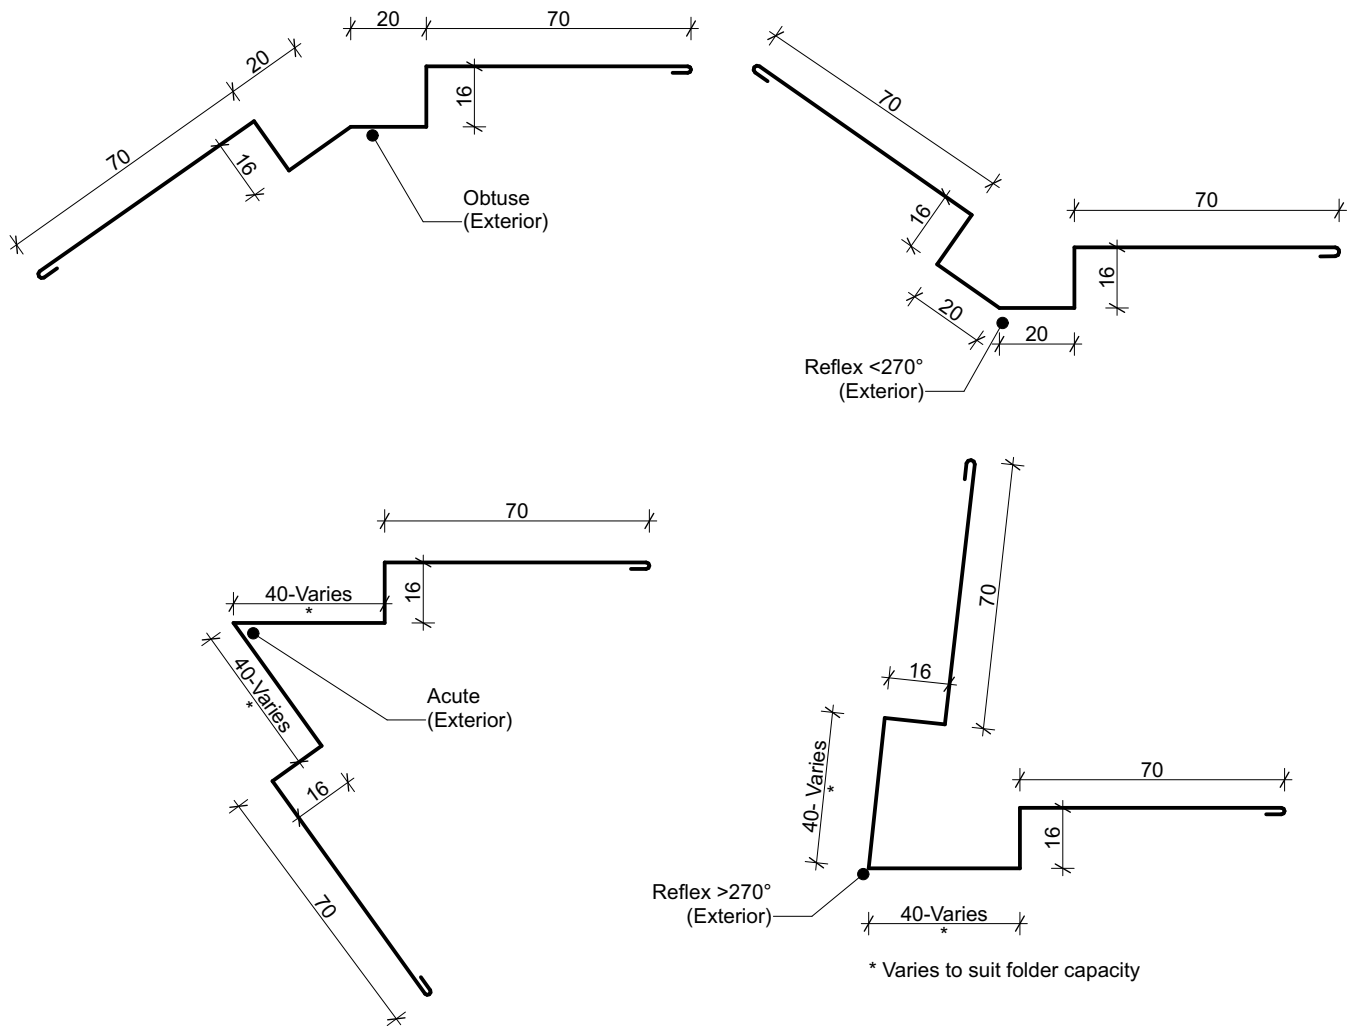 20
70
20
70
16
16
Obtuse
(Exterior)
70
16
20
70
16
20
Reflex <270°
(Exterior)
70
40-Varies
*
16
40-Varies
*
Acute
(Exterior)
16
70
70
16
40- Varies
*
70
16
Reflex >270°
(Exterior)
40-Varies
*
* Varies to suit folder capacity